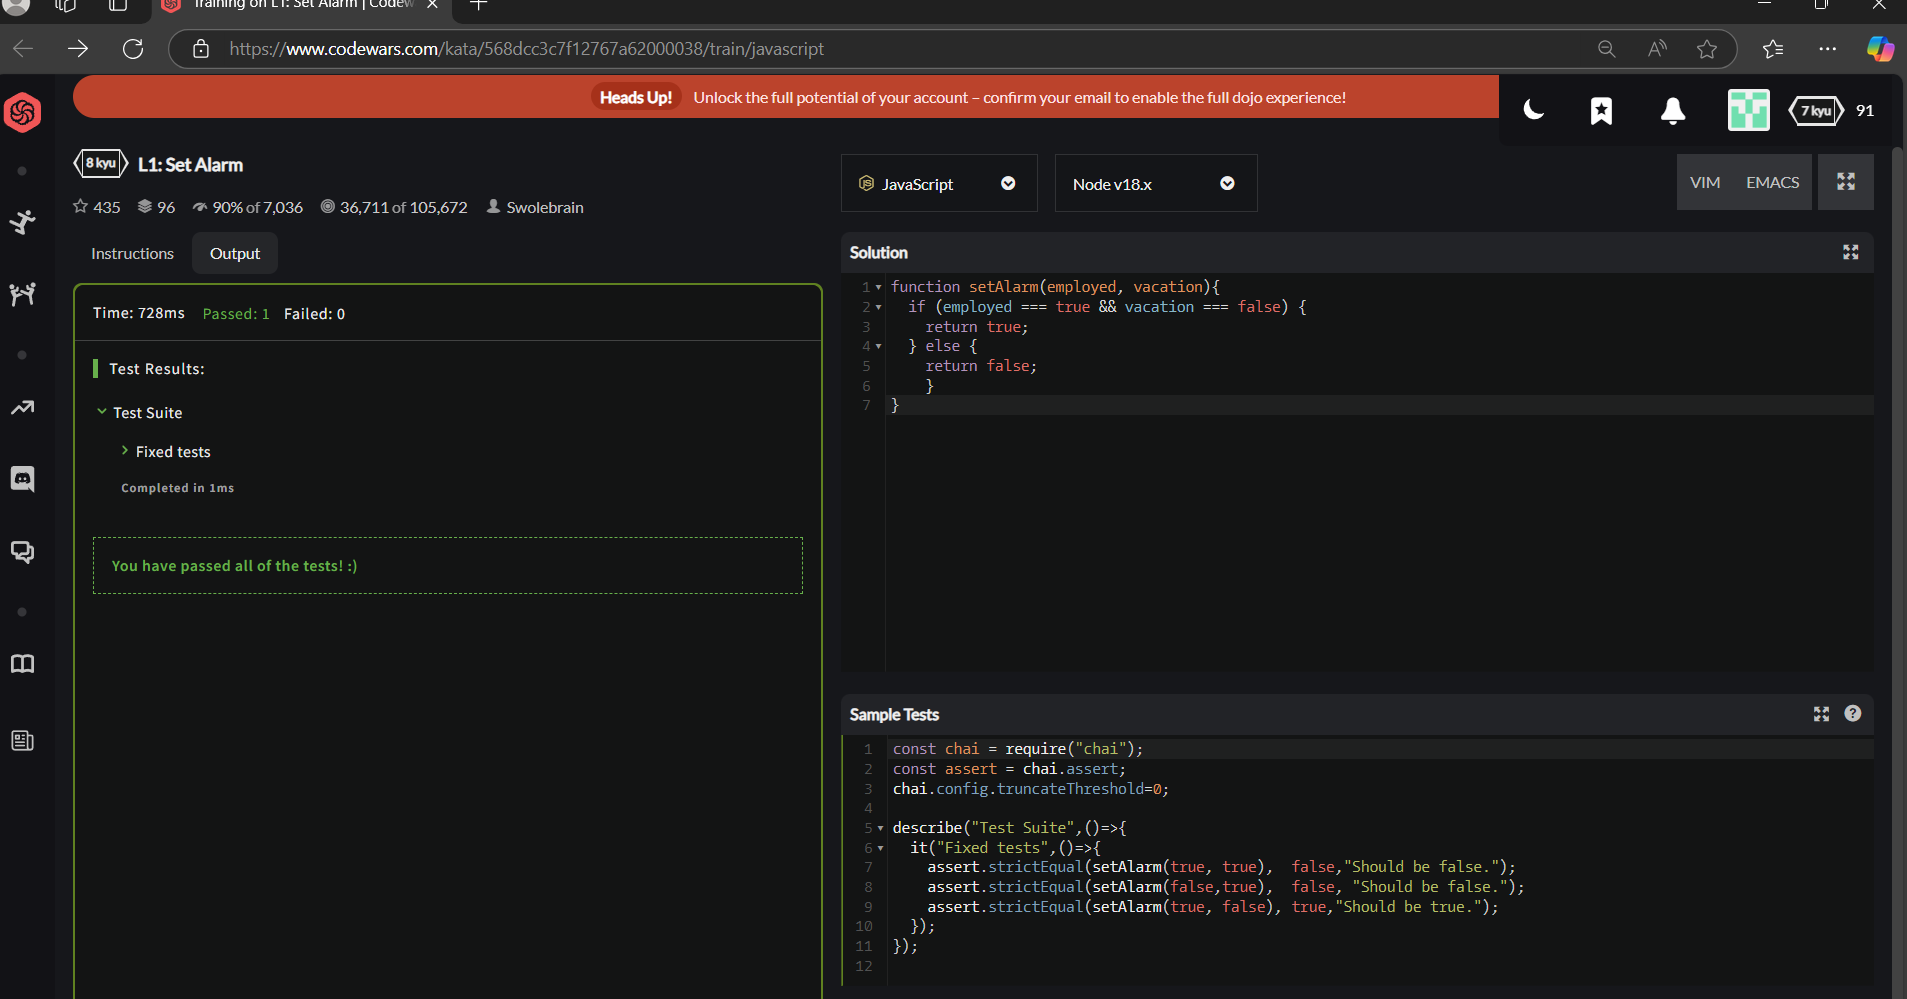 Training on L1: Set Alarm | Codew
https://www.codewars.com/kata/568dcc3c7f12767a62000038/train/javascript
Heads Up! Unlock the full potential of your account – confirm your email to enable the full dojo experience!
7 kyu 91
8 kyu L1: Set Alarm
435 96 90% of 7,036 36,711 of 105,672 Swolebrain
JavaScript
Node v18.x
VIM EMACS
Instructions Output
Time: 728ms Passed: 1 Failed: 0
Test Results:
Test Suite
Fixed tests
Completed in 1ms
You have passed all of the tests! :)
Solution
1 function setAlarm(employed, vacation){
2 if (employed === true && vacation === false) {
3 return true;
4 } else {
5 return false;
6 }
7 }
Sample Tests
1 const chai = require("chai");
2 const assert = chai.assert;
3 chai.config.truncateThreshold=0;
4
5 describe("Test Suite",()=>{
6 it("Fixed tests",()=>{
7 assert.strictEqual(setAlarm(true, true), false,"Should be false.");
8 assert.strictEqual(setAlarm(false,true), false, "Should be false.");
9 assert.strictEqual(setAlarm(true, false), true,"Should be true.");
10 });
11 });
12